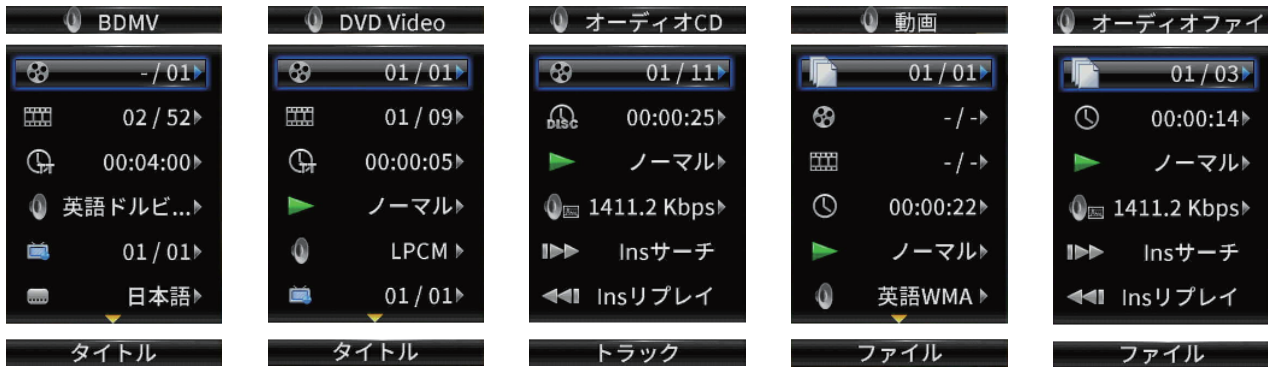 BDMV
- / 01
02 / 52
00:04:00
英語ドルビ...
01 / 01
日本語
タイトル
DVD Video
01 / 01
01 / 09
00:00:05
ノーマル
LPCM
01 / 01
タイトル
オーディオCD
01 / 11
DISC
00:00:25
ノーマル
1411.2 Kbps
Insサーチ
Insリプレイ
トラック
動画
01 / 01
- / -
- / -
00:00:22
ノーマル
英語WMA
ファイル
オーディオファイ
01 / 03
00:00:14
ノーマル
1411.2 Kbps
Insサーチ
Insリプレイ
ファイル